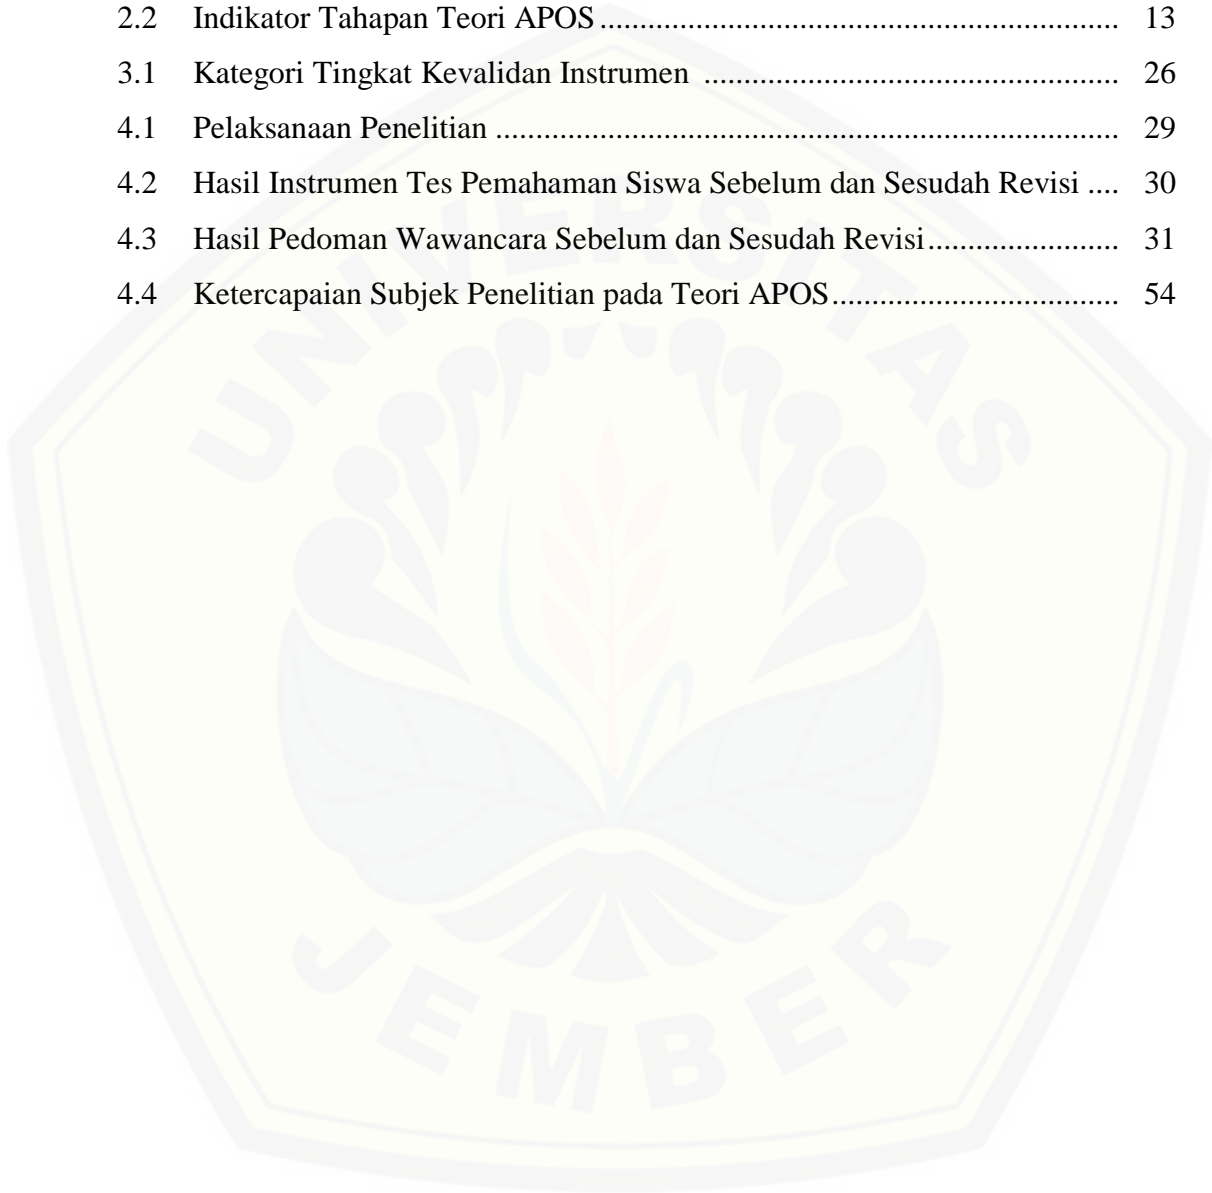 2.2 Indikator Tahapan Teori APOS ................................................................ 13
3.1 Kategori Tingkat Kevalidan Instrumen ................................................... 26
4.1 Pelaksanaan Penelitian ............................................................................. 29
4.2 Hasil Instrumen Tes Pemahaman Siswa Sebelum dan Sesudah Revisi .... 30
4.3 Hasil Pedoman Wawancara Sebelum dan Sesudah Revisi ....................... 31
4.4 Ketercapaian Subjek Penelitian pada Teori APOS ................................... 54
UNIVERSITAS
JEMBER